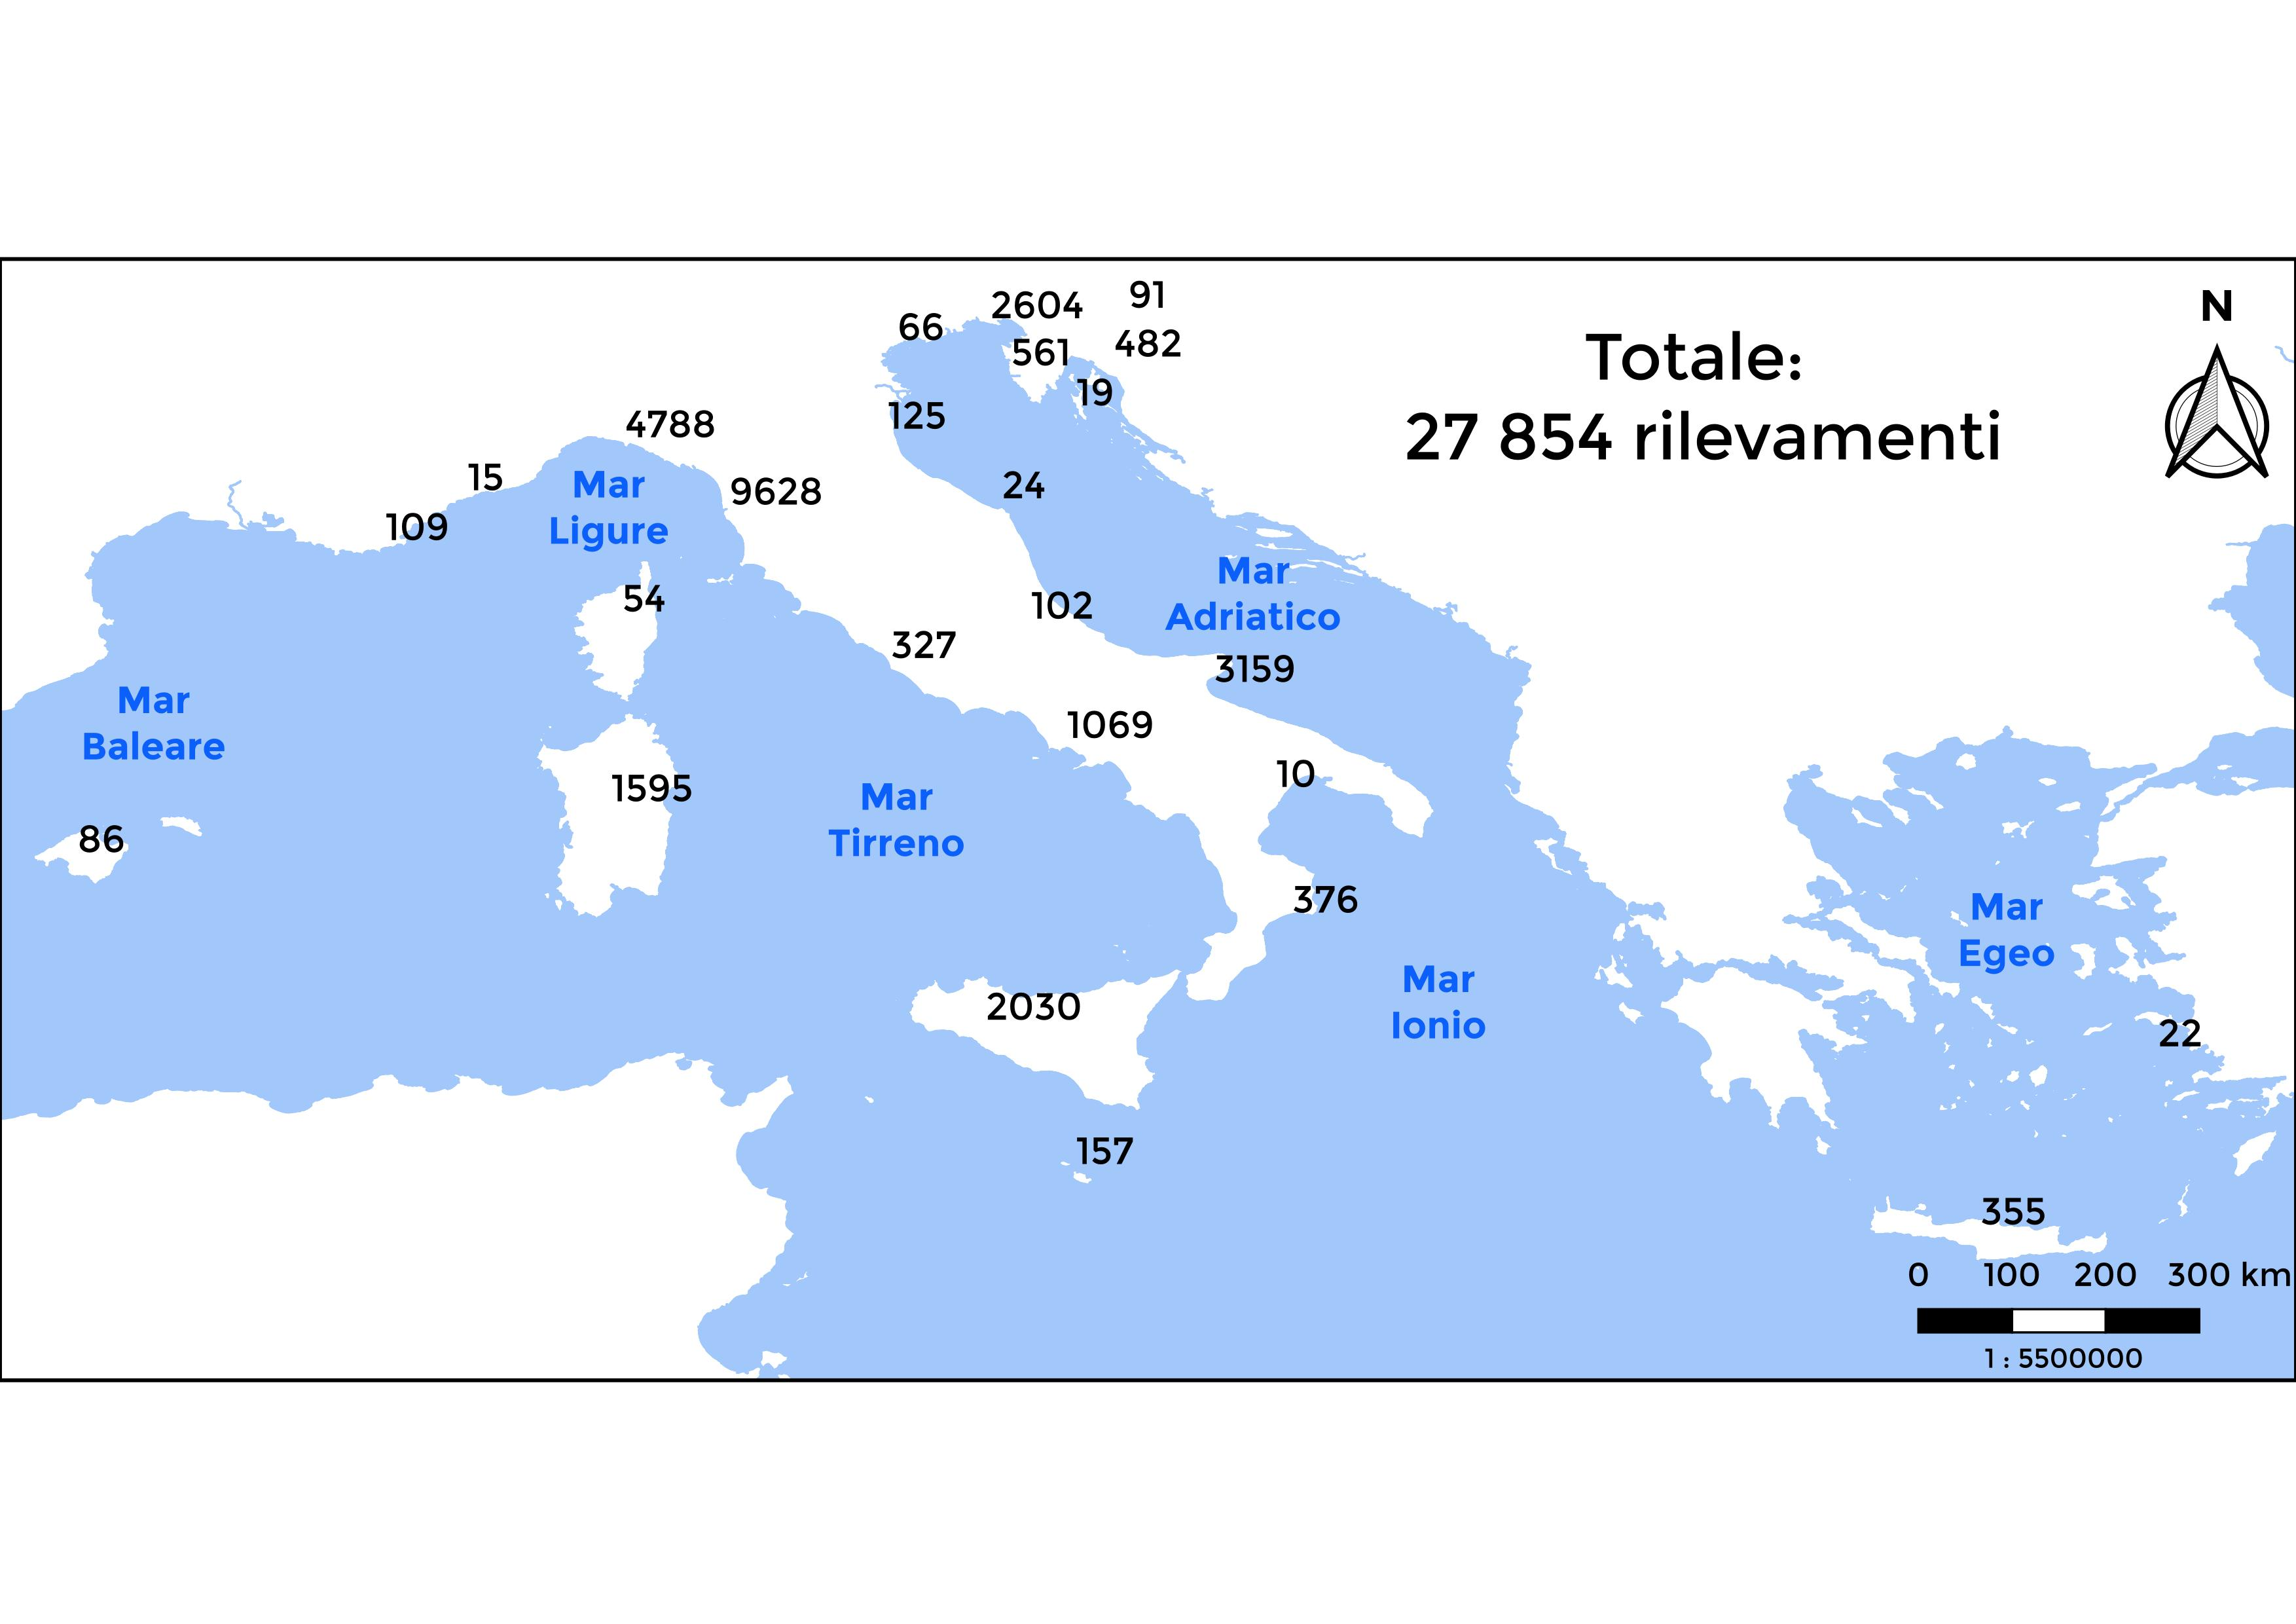 91
N
2604
66
482
561
Totale:
19
125
4788
27 854 rilevamenti
15
Mar
Ligure
24
9628
109
Mar
Adriatico
54
102
327
3159
Mar
Baleare
1069
10
1595
Mar
Tirreno
86
376
Mar
Egeo
Mar
Ionio
2030
22
157
355
0 100 200 300 km
1 : 5500000